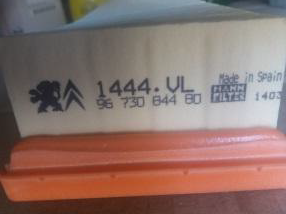 1444.VL
96 730 844 80
Made in Spain
MANN
FILTER
1403